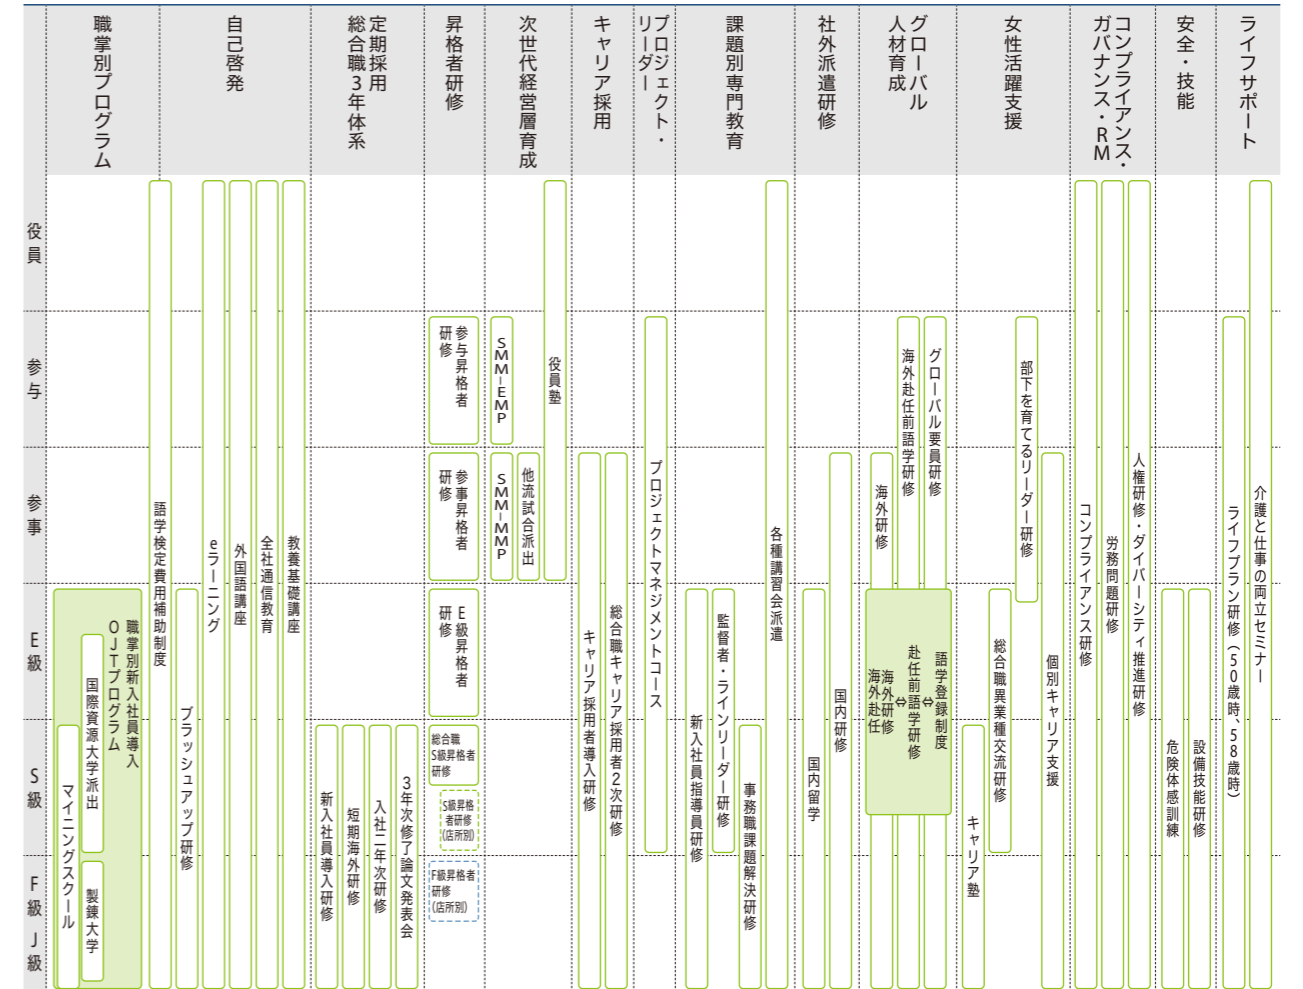 職掌別プログラム
自己啓発
定期採用
総合職3年体系
昇格者研修
次世代経営層育成
キャリア採用
プロジェクト・
リーダー
課題別専門教育
社外派遣研修
グローバル
人材育成
女性活躍支援
コンプライアンス・
ガバナンス・RM
安全・技能
ライフサポート
役員
参与
参事
E級
S級
F級
J級
職掌別新入社員導入
OJTプログラム
国際資源大学派出
マイニングスクール
製錬大学
語学検定費用補助制度
ブラッシュアップ研修
eラーニング
外国語講座
全社通信教育
教養基礎講座
新入社員導入研修
短期海外研修
入社二年次研修
3年次修了論文発表会
参与昇格者
研修
参事昇格者
研修
E級昇格者
研修
総合職
S級昇格者
研修
S級昇格
者研修
(店所別)
F級昇格者
研修
(店所別)
SMM-EMP
SMM-MMP
他流試合派出
役員塾
キャリア採用者導入研修
総合職キャリア採用者2次研修
プロジェクトマネジメントコース
新入社員指導員研修
監督者・ラインリーダー研修
事務職課題解決研修
各種講習会派遣
国内留学
国内研修
海外研修
海外赴任前語学研修
グローバル要員研修
海外研修
海外赴任
⇔
赴任前語学研修
⇔
語学登録制度
キャリア塾
総合職異業種交流研修
部下を育てるリーダー研修
個別キャリア支援
コンプライアンス研修
労務問題研修
人権研修・ダイバーシティ推進研修
危険体感訓練
設備技能研修
ライフプラン研修（50歳時、58歳時）
介護と仕事の両立セミナー